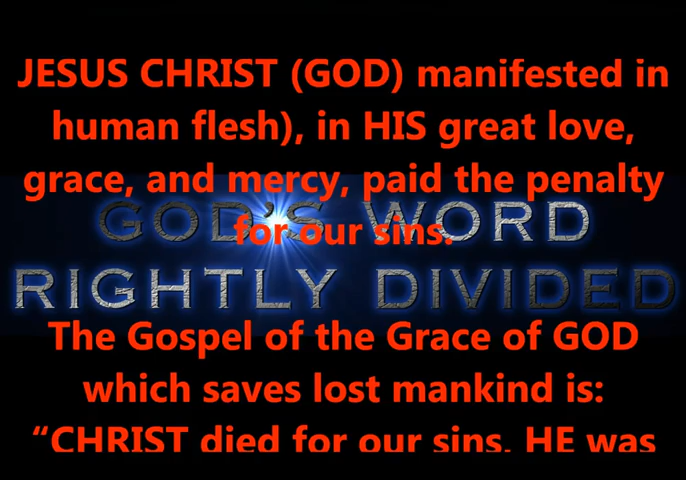 JESUS CHRIST (GOD) manifested in
human flesh), in HIS great love,
grace, and mercy, paid the penalty
GOD'S WORD
for our sins.
RIGHTLY DIVIDED
The Gospel of the Grace of GOD
which saves lost mankind is:
“CHRIST died for our sins, HE was